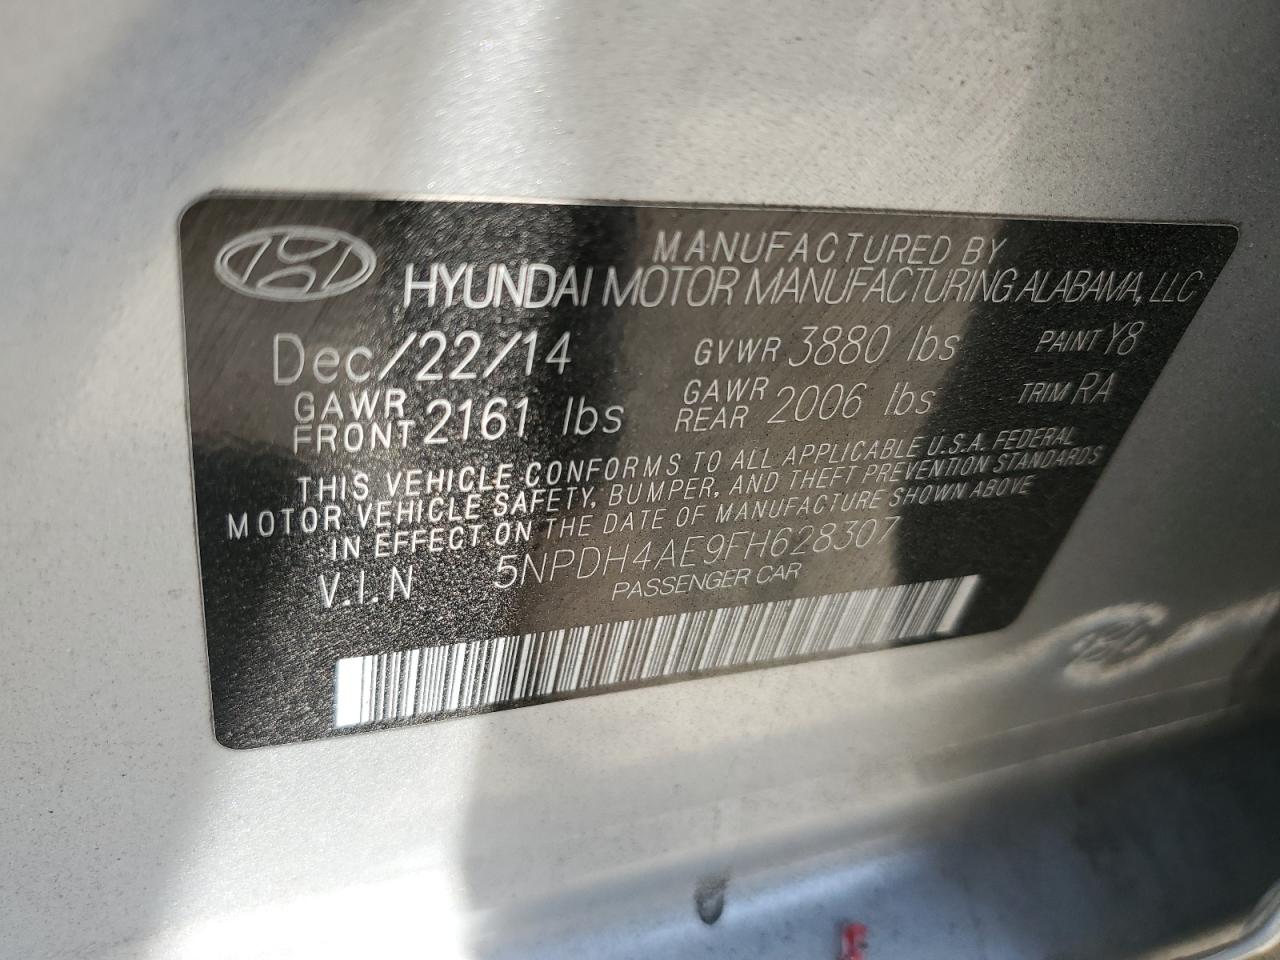 MANUFACTURED BY
HYUNDAI MOTOR MANUFACTURING ALABAMA, LLC
Dec/22/14 GVWR 3880 lbs PAINT Y8
GAWR FRONT 2161 lbs GAWR REAR 2006 lbs TRIM RA
THIS VEHICLE CONFORMS TO ALL APPLICABLE U.S.A. FEDERAL
MOTOR VEHICLE SAFETY, BUMPER, AND THEFT PREVENTION STANDARDS
IN EFFECT ON THE DATE OF MANUFACTURE SHOWN ABOVE
V.I.N 5NPDH4AE9FH628307
PASSENGER CAR